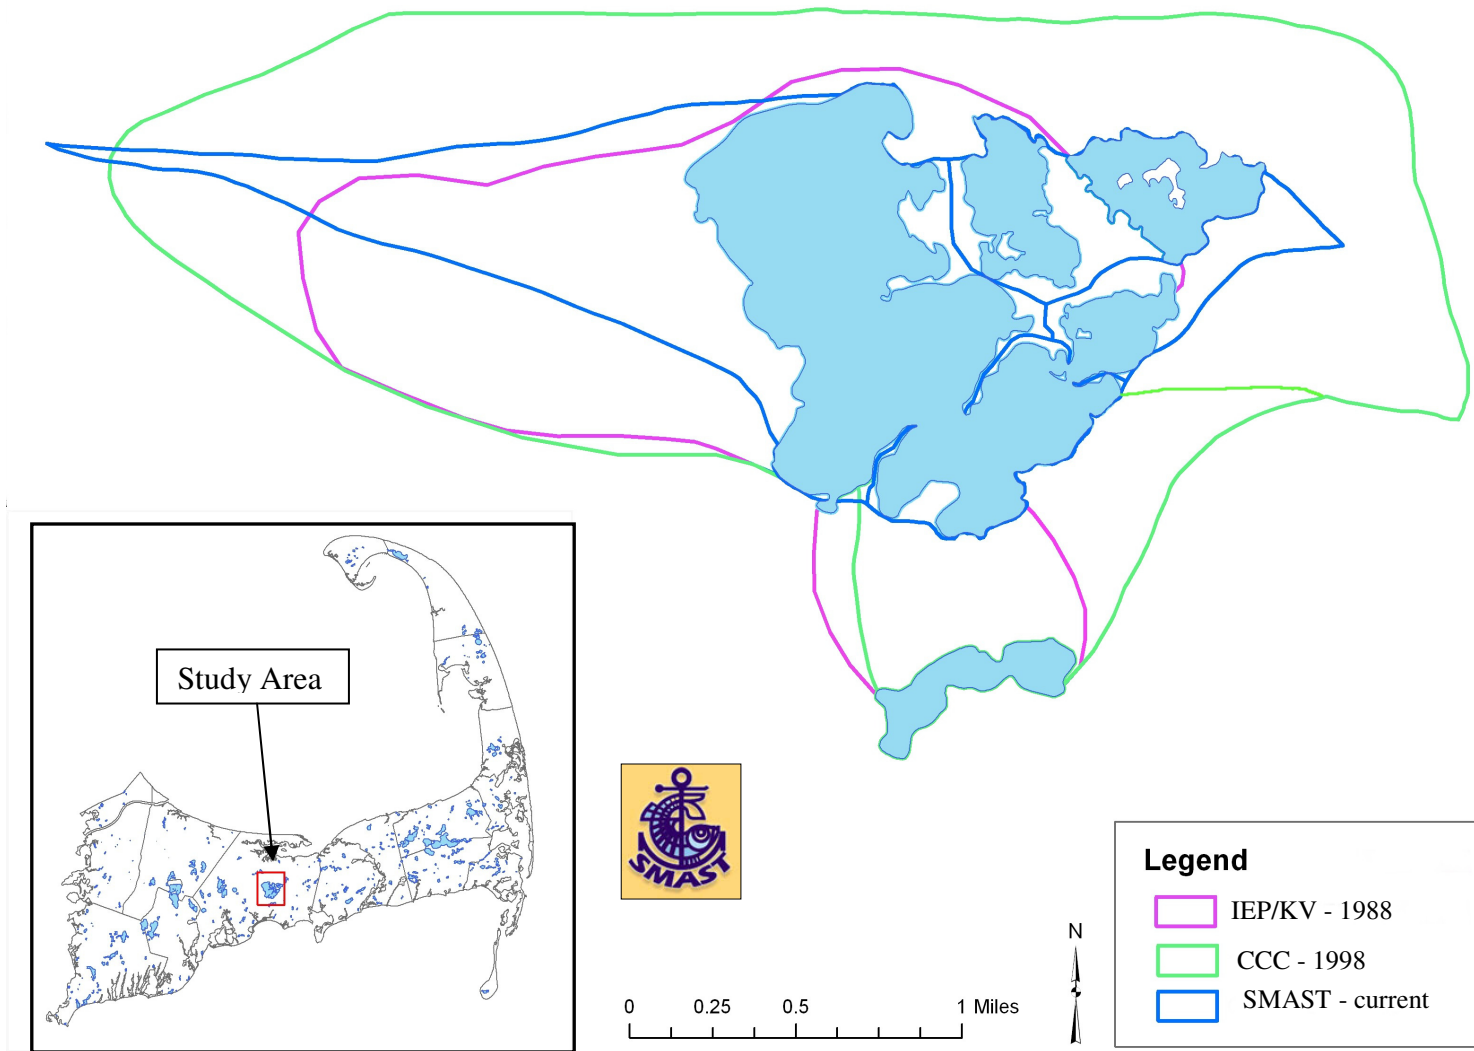 Study Area
SMAST
N
0 0.25 0.5 1 Miles
Legend
IEP/KV - 1988
CCC - 1998
SMAST - current